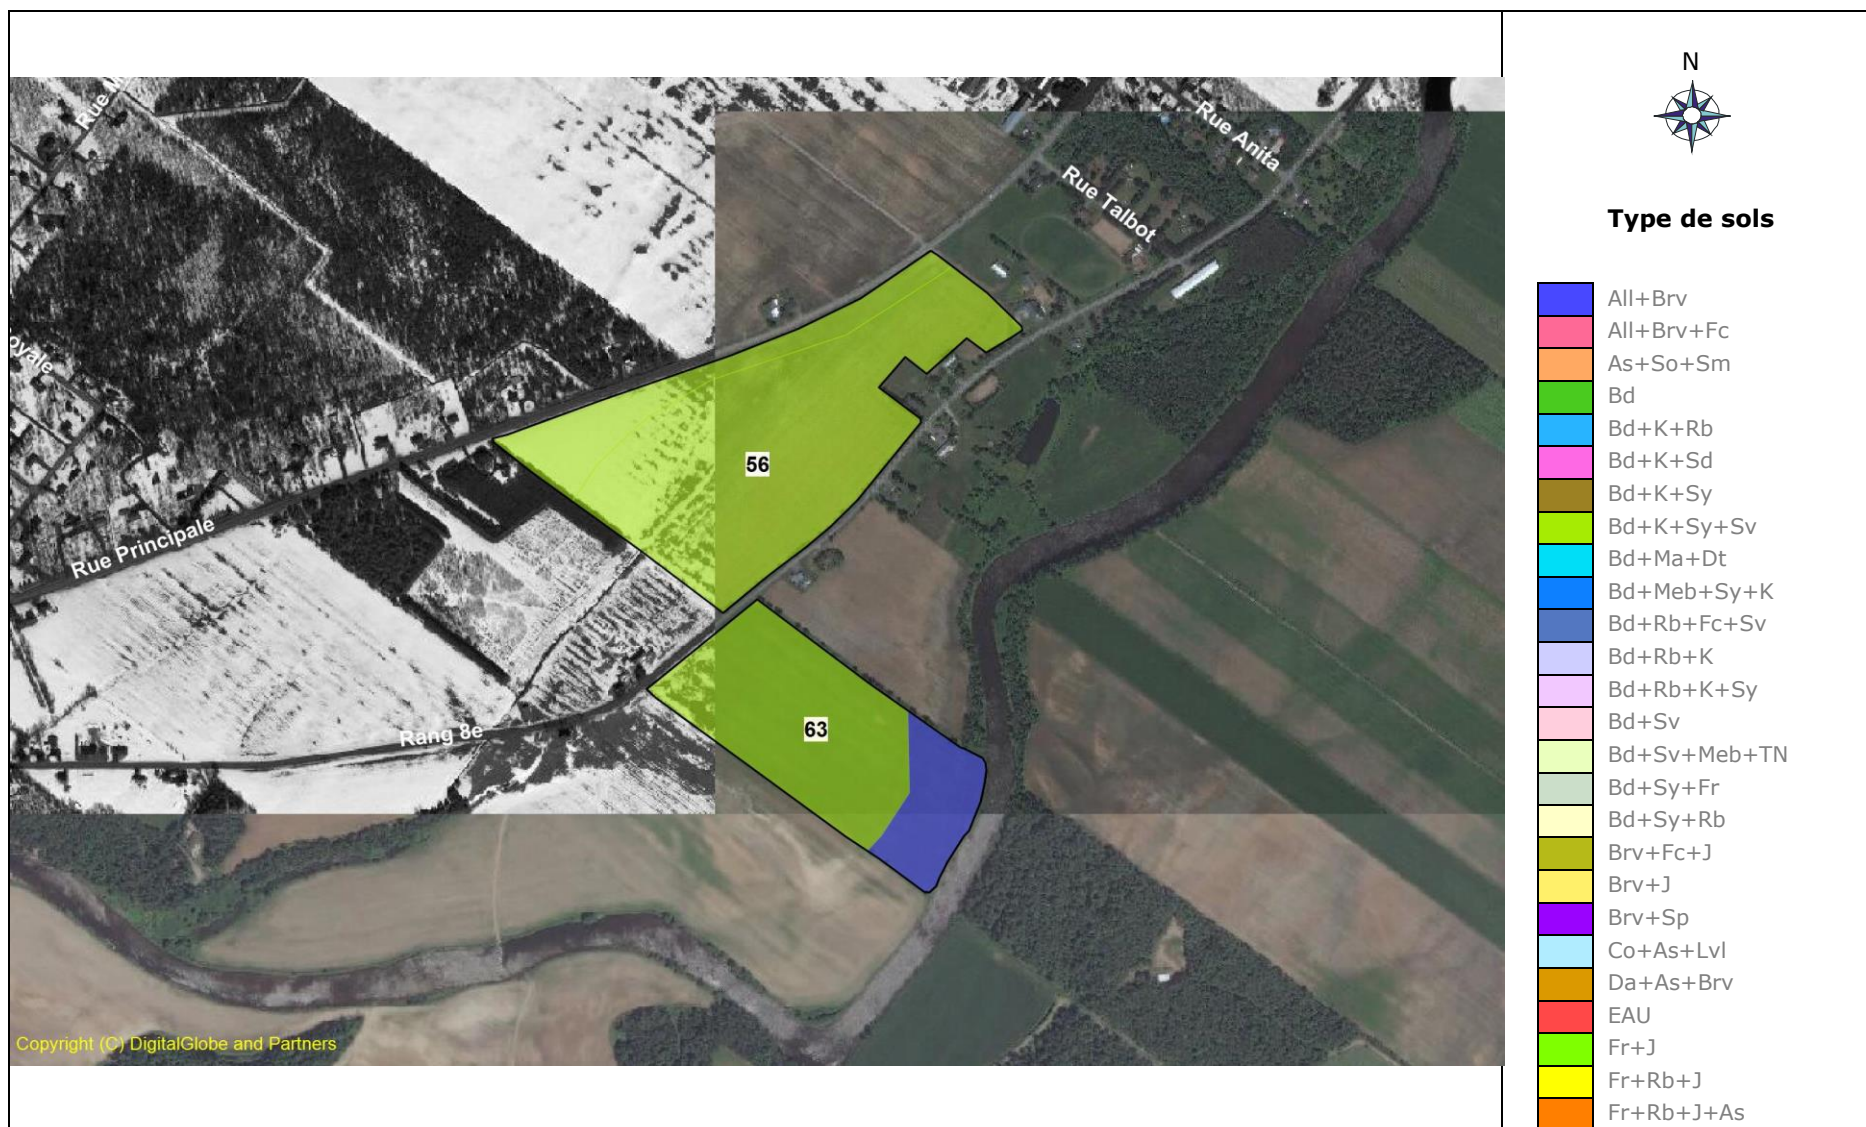 N
Rue M
Rue Anita
Rue Talbot
oyale
56
Rue Principale
63
Rang 8e
Copyright (C) DigitalGlobe and Partners
Type de sols
All+Brv
All+Brv+Fc
As+So+Sm
Bd
Bd+K+Rb
Bd+K+Sd
Bd+K+Sy
Bd+K+Sy+Sv
Bd+Ma+Dt
Bd+Meb+Sy+K
Bd+Rb+Fc+Sv
Bd+Rb+K
Bd+Rb+K+Sy
Bd+Sv
Bd+Sv+Meb+TN
Bd+Sy+Fr
Bd+Sy+Rb
Brv+Fc+J
Brv+J
Brv+Sp
Co+As+Lvl
Da+As+Brv
EAU
Fr+J
Fr+Rb+J
Fr+Rb+J+As